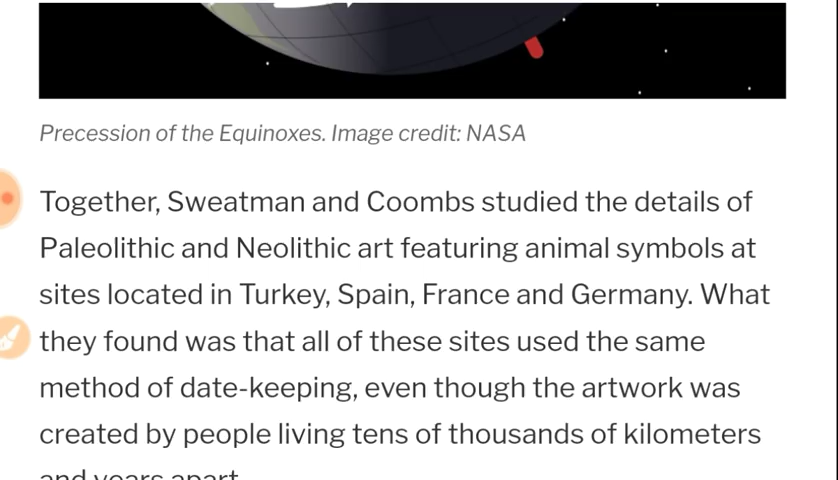 Precession of the Equinoxes. Image credit: NASA
Together, Sweatman and Coombs studied the details of
Paleolithic and Neolithic art featuring animal symbols at
sites located in Turkey, Spain, France and Germany. What
they found was that all of these sites used the same
method of date-keeping, even though the artwork was
created by people living tens of thousands of kilometers
and years apart